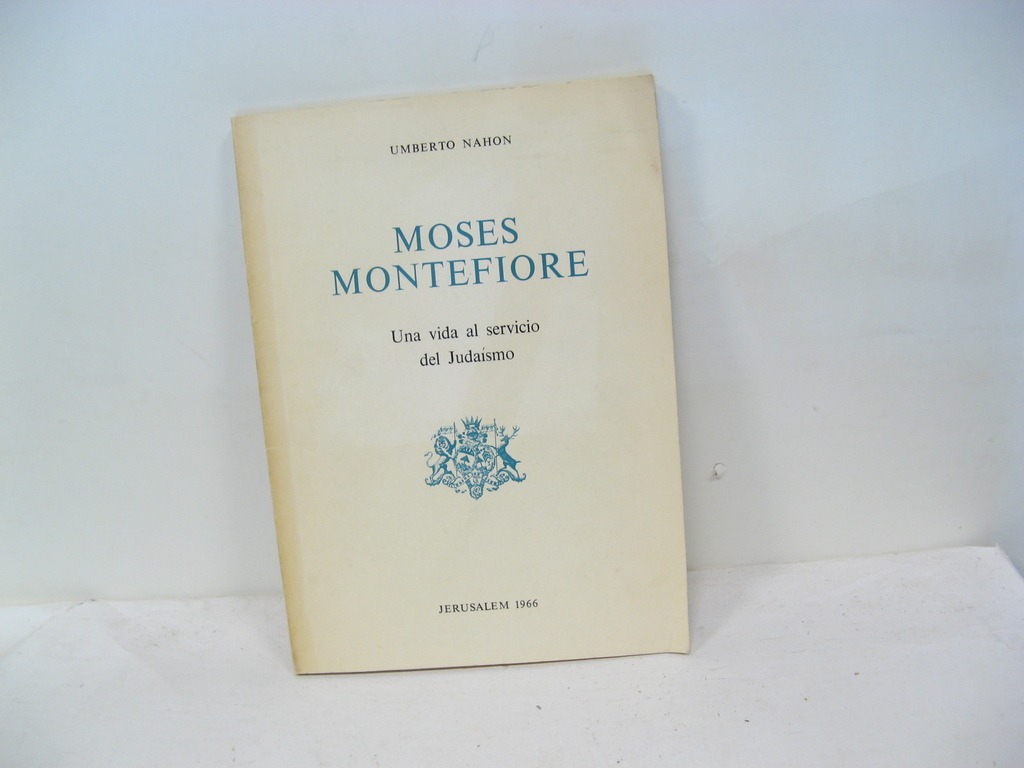 UMBERTO NAHON
MOSES
MONTEFIORE
Una vida al servicio
del Judaísmo
JERUSALEM 1966